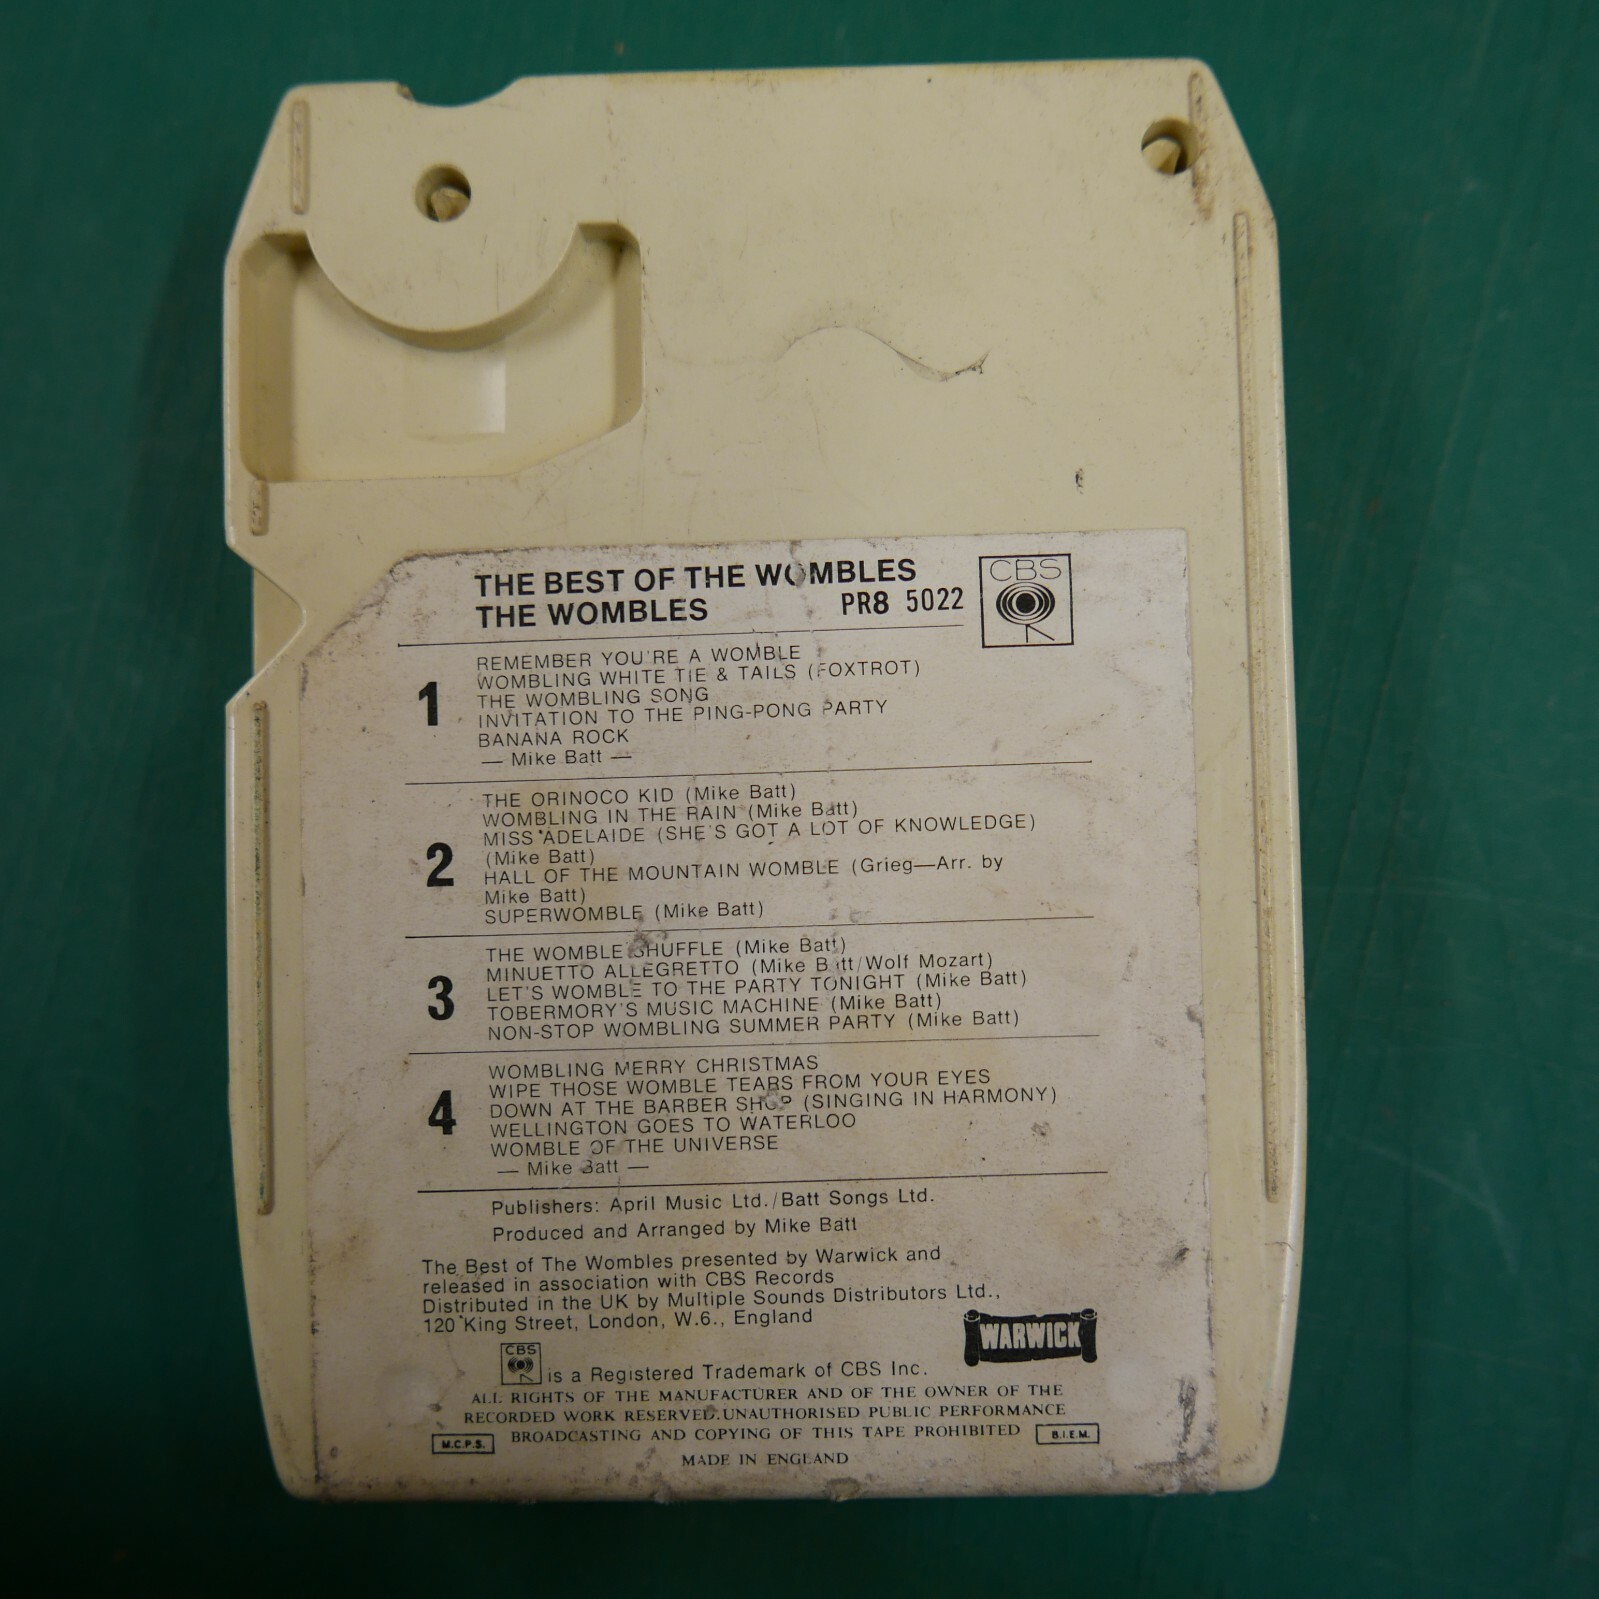 THE BEST OF THE WOMBLES
THE WOMBLES PR8 5022
CBS
1
REMEMBER YOU'RE A WOMBLE
WOMBLING WHITE TIE & TAILS (FOXTROT)
THE WOMBLING SONG
INVITATION TO THE PING-PONG PARTY
BANANA ROCK
— Mike Batt —
2
THE ORINOCO KID (Mike Batt)
WOMBLING IN THE RAIN (Mike Batt)
MISS ADELAIDE (SHE'S GOT A LOT OF KNOWLEDGE)
(Mike Batt)
HALL OF THE MOUNTAIN WOMBLE (Grieg—Arr. by
Mike Batt)
SUPERWOMBLE (Mike Batt)
3
THE WOMBLE SHUFFLE (Mike Batt)
MINUETTO ALLEGRETTO (Mike Batt/Wolf Mozart)
LET'S WOMBLE TO THE PARTY TONIGHT (Mike Batt)
TOBERMORY'S MUSIC MACHINE (Mike Batt)
NON-STOP WOMBLING SUMMER PARTY (Mike Batt)
4
WOMBLING MERRY CHRISTMAS
WIPE THOSE WOMBLE TEARS FROM YOUR EYES
DOWN AT THE BARBER SHOP (SINGING IN HARMONY)
WELLINGTON GOES TO WATERLOO
WOMBLE OF THE UNIVERSE
— Mike Batt —
Publishers: April Music Ltd./Batt Songs Ltd.
Produced and Arranged by Mike Batt
The Best of The Wombles presented by Warwick and
released in association with CBS Records
Distributed in the UK by Multiple Sounds Distributors Ltd.,
120 King Street, London, W.6., England
WARWICK
CBS
is a Registered Trademark of CBS Inc.
ALL RIGHTS OF THE MANUFACTURER AND OF THE OWNER OF THE
RECORDED WORK RESERVED. UNAUTHORISED PUBLIC PERFORMANCE
M.C.P.S. BROADCASTING AND COPYING OF THIS TAPE PROHIBITED B.I.E.M.
MADE IN ENGLAND